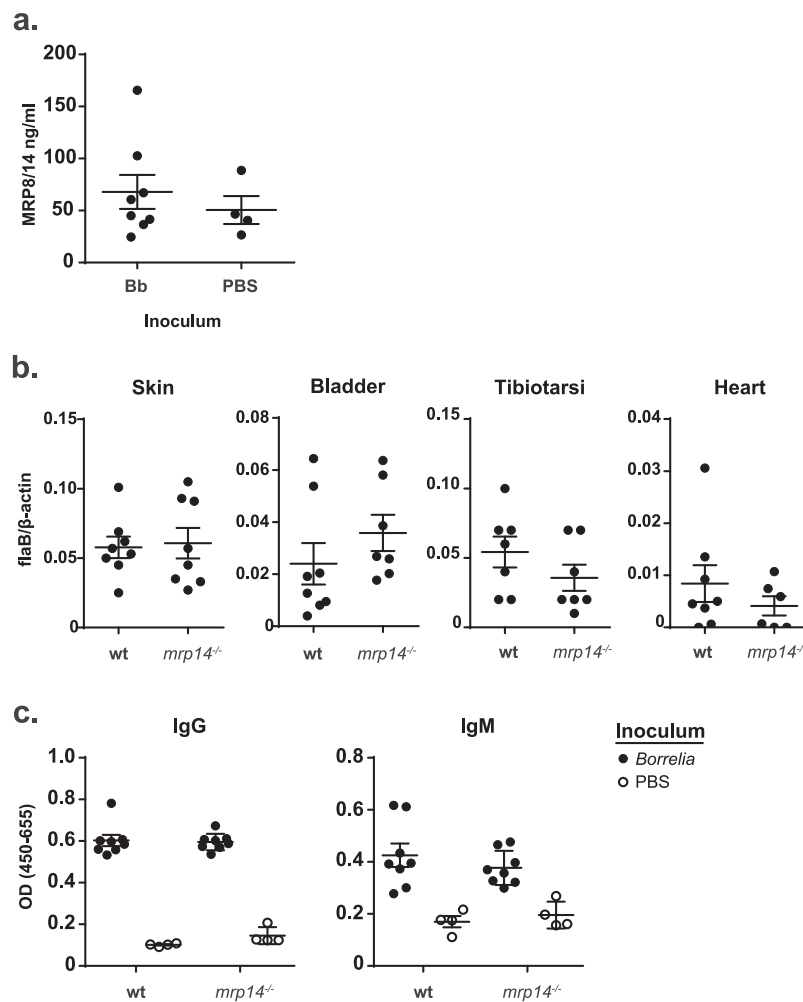 a.
MRP8/14 ng/ml
200
150
100
50
0
Bb PBS
Inoculum
b.
Skin Bladder Tibiotarsi Heart
flaB/β-actin
0.15
0.10
0.05
0
0.08
0.06
0.04
0.02
0
0.15
0.10
0.05
0
0.04
0.03
0.02
0.01
0
wt mrp14-/- wt mrp14-/- wt mrp14-/- wt mrp14-/-
c.
IgG IgM
OD (450-655)
1.0
0.8
0.6
0.4
0.2
0
0.8
0.6
0.4
0.2
0
wt mrp14-/- wt mrp14-/-
Inoculum
Borrelia
PBS